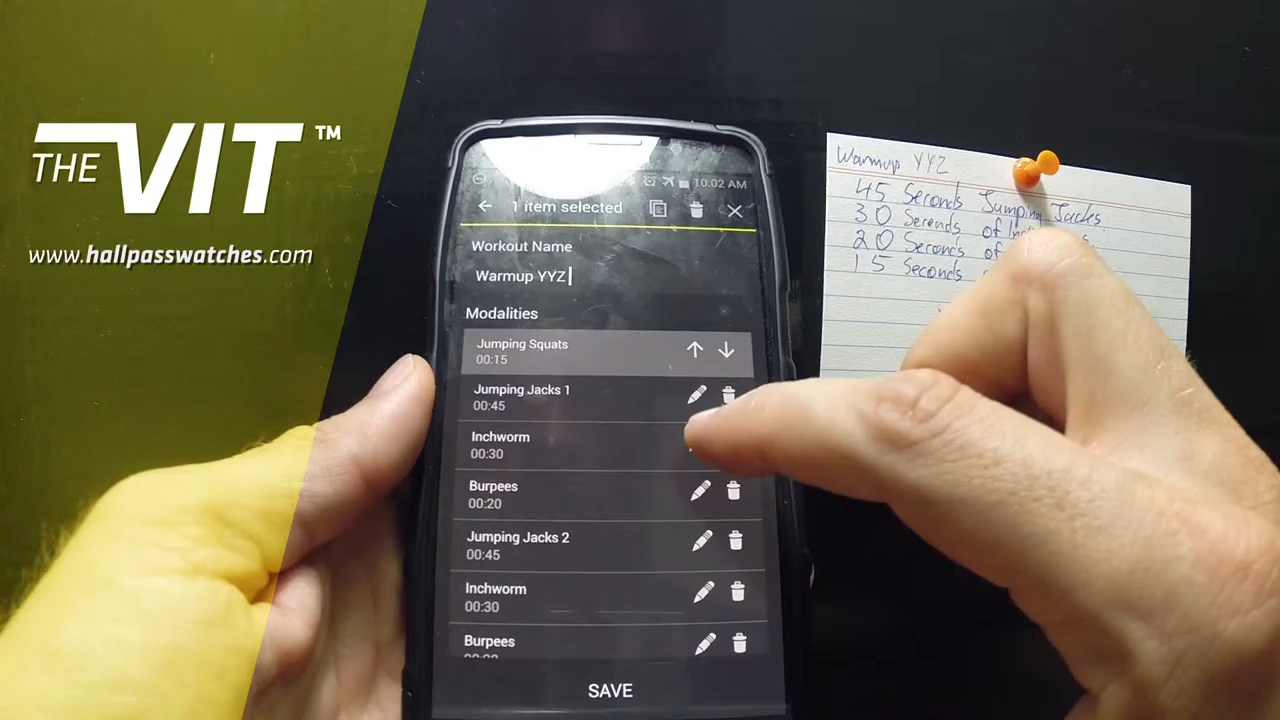 THE VIT™
www.hallpasswatches.com
10:02 AM
1 item selected
Workout Name
Warmup YYZ
Modalities
Jumping Squats
00:15
Jumping Jacks 1
00:45
Inchworm
00:30
Burpees
00:20
Jumping Jacks 2
00:45
Inchworm
00:30
Burpees
SAVE
Warmup YYZ
45 Seconds Jumping Jacks
30 Seconds of
20 Seconds of
15 Seconds